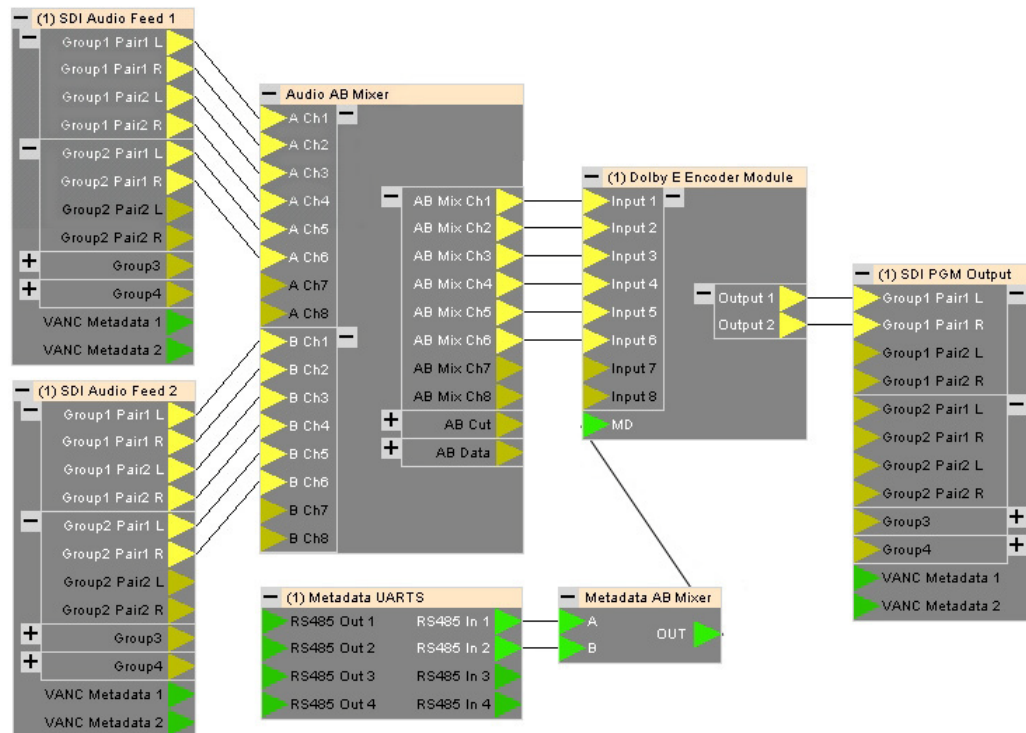 (1) SDI Audio Feed 1
Group1 Pair1 L
Group1 Pair1 R
Group1 Pair2 L
Group1 Pair2 R
Group2 Pair1 L
Group2 Pair1 R
Group2 Pair2 L
Group2 Pair2 R
Group3
Group4
VANC Metadata 1
VANC Metadata 2
(1) SDI Audio Feed 2
Group1 Pair1 L
Group1 Pair1 R
Group1 Pair2 L
Group1 Pair2 R
Group2 Pair1 L
Group2 Pair1 R
Group2 Pair2 L
Group2 Pair2 R
Group3
Group4
VANC Metadata 1
VANC Metadata 2
Audio AB Mixer
A Ch1
A Ch2
A Ch3
A Ch4
A Ch5
A Ch6
A Ch7
A Ch8
B Ch1
B Ch2
B Ch3
B Ch4
B Ch5
B Ch6
B Ch7
B Ch8
AB Mix Ch1
AB Mix Ch2
AB Mix Ch3
AB Mix Ch4
AB Mix Ch5
AB Mix Ch6
AB Mix Ch7
AB Mix Ch8
AB Cut
AB Data
(1) Dolby E Encoder Module
Input 1
Input 2
Input 3
Input 4
Input 5
Input 6
Input 7
Input 8
MD
Output 1
Output 2
(1) SDI PGM Output
Group1 Pair1 L
Group1 Pair1 R
Group1 Pair2 L
Group1 Pair2 R
Group2 Pair1 L
Group2 Pair1 R
Group2 Pair2 L
Group2 Pair2 R
Group3
Group4
VANC Metadata 1
VANC Metadata 2
(1) Metadata UARTS
RS485 Out 1 RS485 In 1
RS485 Out 2 RS485 In 2
RS485 Out 3 RS485 In 3
RS485 Out 4 RS485 In 4
Metadata AB Mixer
A
B
OUT